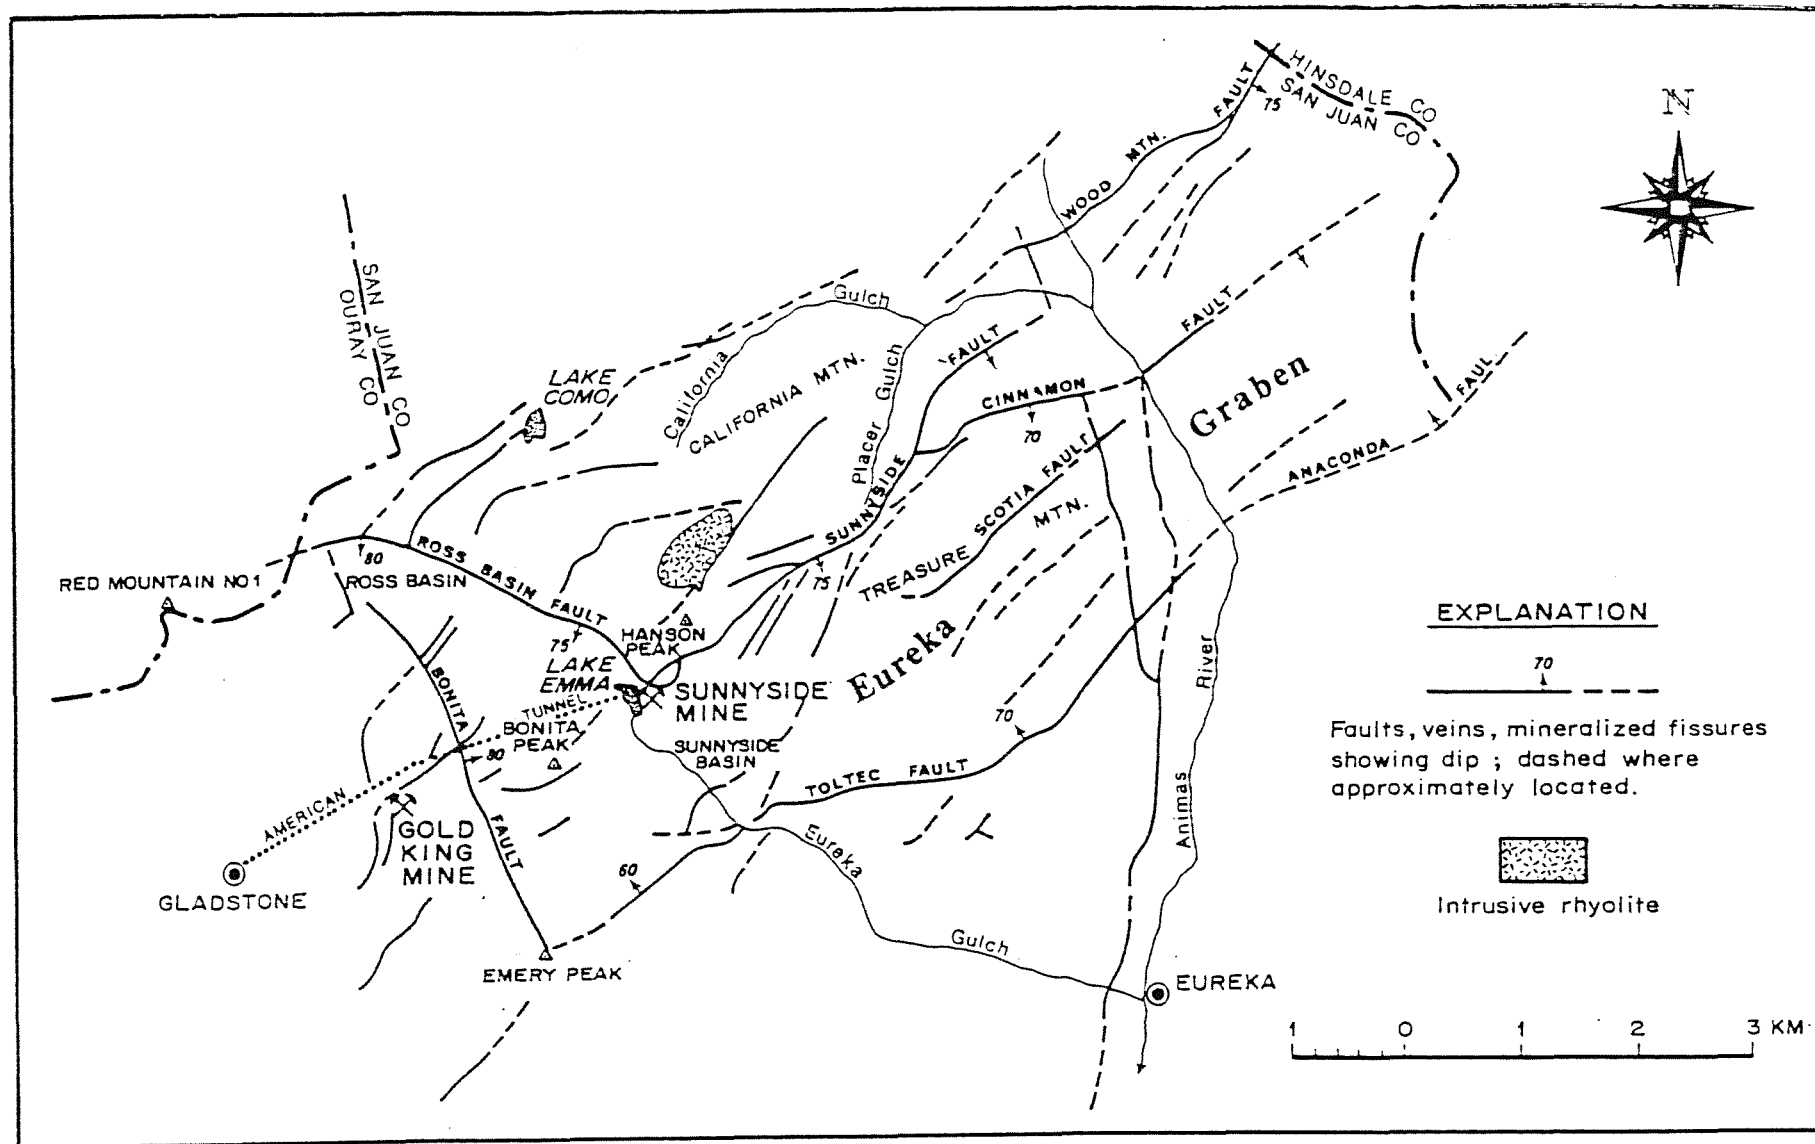 HINSDALE CO
SAN JUAN CO
N
FAULT
75
WOOD MTN.
SAN JUAN CO
OURAY CO
California Gulch
Placer Gulch
CALIFORNIA MTN.
LAKE
COMO
FAULT
CINNAMON
70
FAULT
Eureka Graben
ANACONDA FAUL
SUNNYSIDE
75
TREASURE MTN.
SCOTIA FAULT
ROSS BASIN FAULT
80
75
RED MOUNTAIN NO1
ROSS BASIN
HANSON
PEAK
LAKE
EMMA
SUNNYSIDE
MINE
AMERICAN TUNNEL
BONITA
PEAK
BONITA FAULT
80
SUNNYSIDE
BASIN
TOLTEC FAULT
70
60
GOLD
KING
MINE
GLADSTONE
EMERY PEAK
Eureka Gulch
Animas River
EUREKA
EXPLANATION
70
Faults, veins, mineralized fissures
showing dip ; dashed where
approximately located.
Intrusive rhyolite
1 0 1 2 3 KM